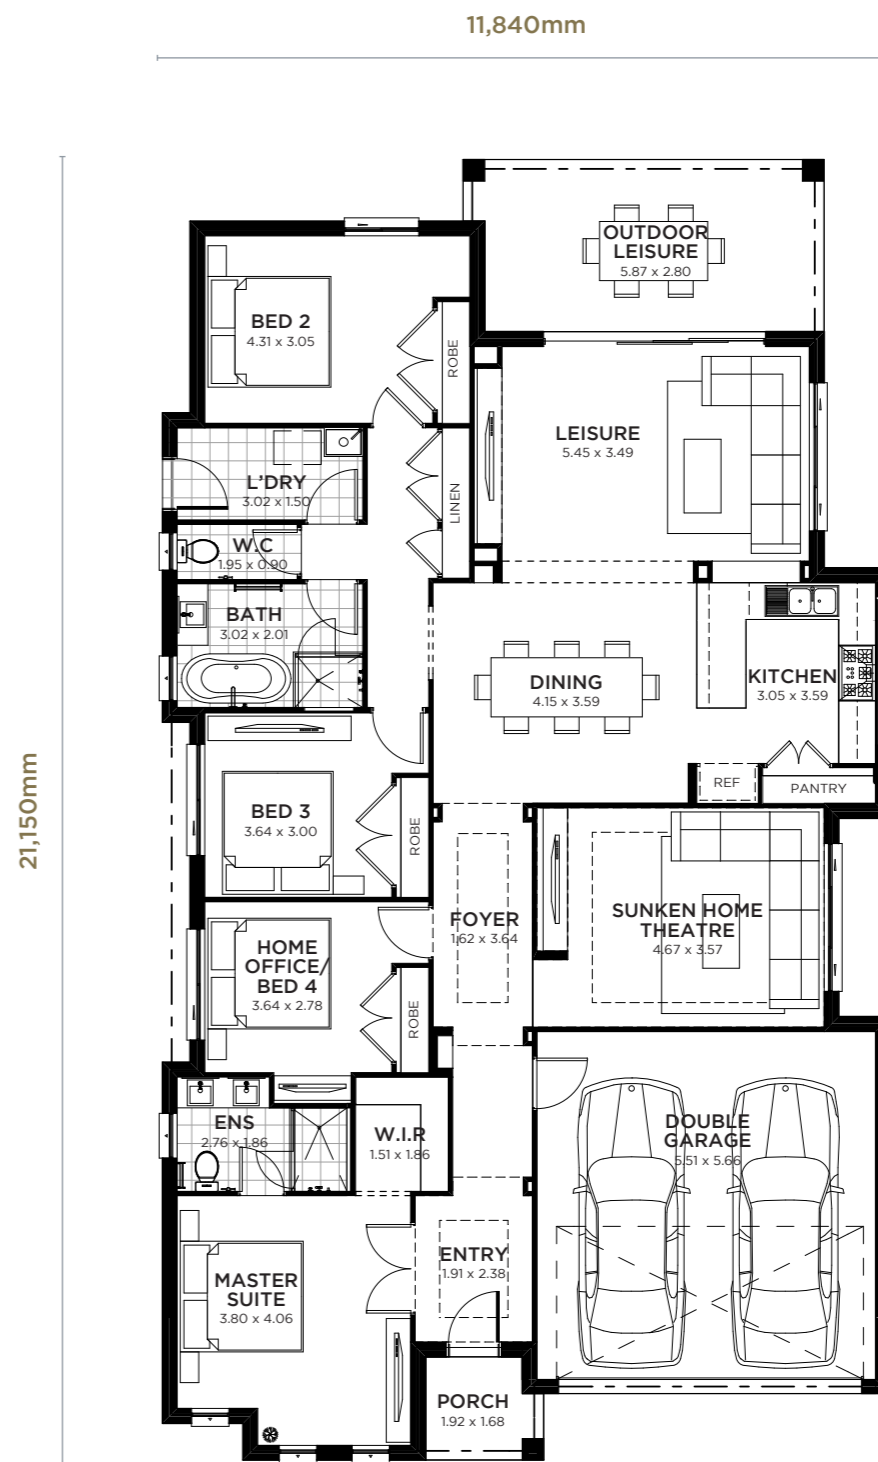 11,840mm
OUTDOOR
LEISURE
5.87 x 2.80
BED 2
4.31 x 3.05
ROBE
LEISURE
5.45 x 3.49
L'DRY
3.02 x 1.50
LINEN
W.C
1.95 x 0.90
BATH
3.02 x 2.01
DINING
4.15 x 3.59
KITCHEN
3.05 x 3.59
REF
PANTRY
21,150mm
BED 3
3.64 x 3.00
ROBE
FOYER
1.62 x 3.64
SUNKEN HOME
THEATRE
4.67 x 3.57
HOME
OFFICE/
BED 4
3.64 x 2.78
ROBE
ENS
2.76 x 1.86
W.I.R
1.51 x 1.86
DOUBLE
GARAGE
5.51 x 5.66
ENTRY
1.91 x 2.38
MASTER
SUITE
3.80 x 4.06
PORCH
1.92 x 1.68